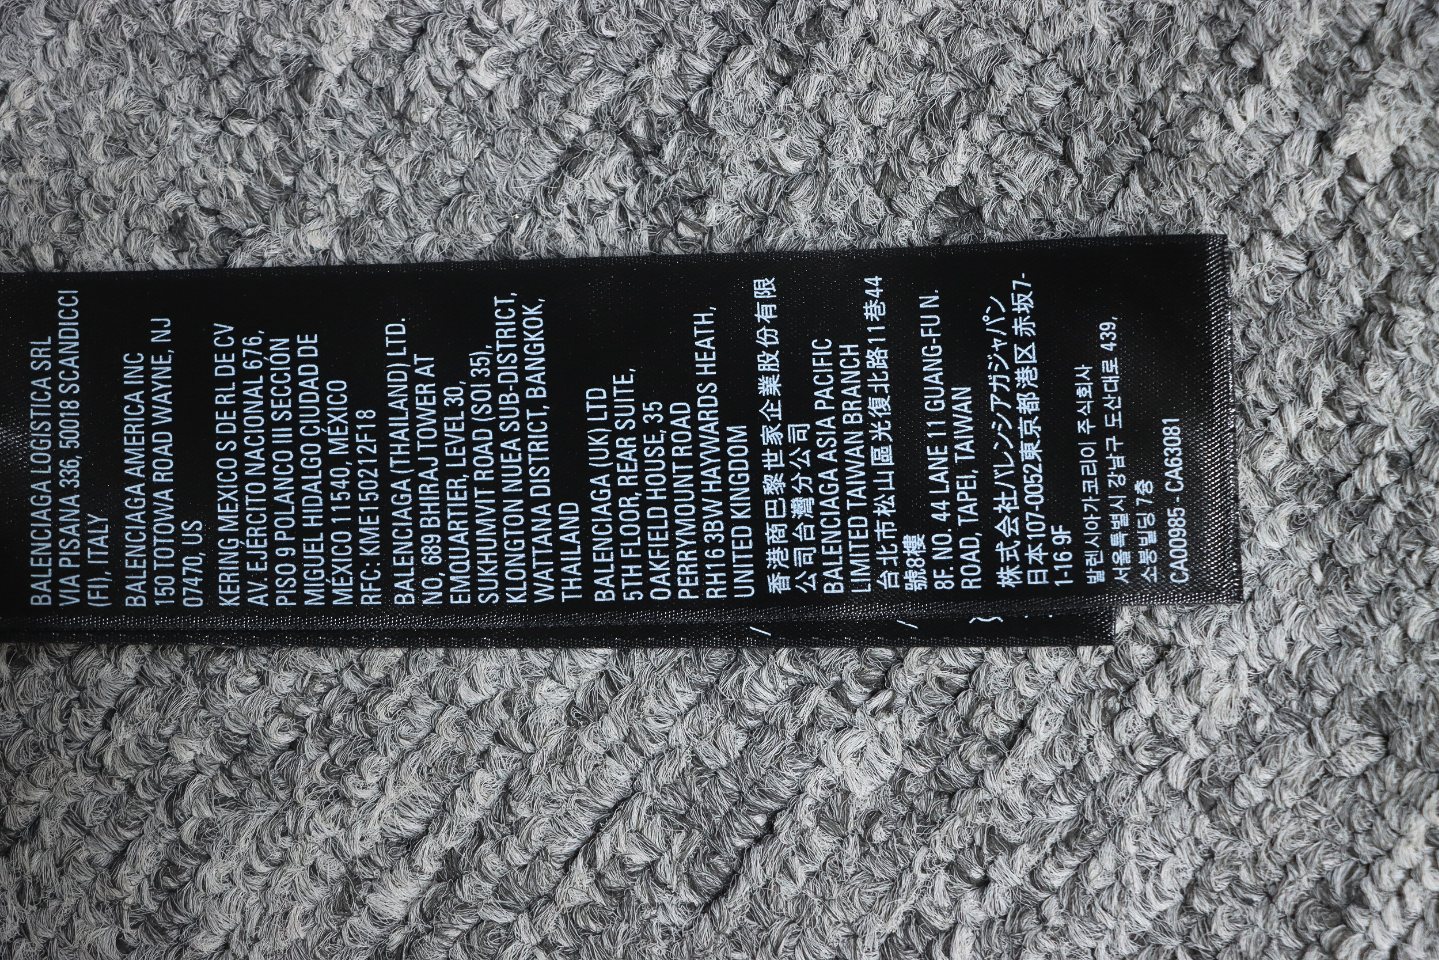 BALENCIAGA LOGISTICA SRL
VIA PISANA 336, 50018 SCANDICCI
(FI), ITALY
BALENCIAGA AMERICA INC
150 TOTOWA ROAD WAYNE, NJ
07470, US
KERING MEXICO S DE RL DE CV
AV. EJÉRCITO NACIONAL 676,
PISO 9 POLANCO III SECCIÓN
MIGUEL HIDALGO CIUDAD DE
MÉXICO 11540, MEXICO
RFC: KME150212F18
BALENCIAGA (THAILAND) LTD.
NO, 689 BHIRAJ TOWER AT
EMQUARTIER, LEVEL 30,
SUKHUMVIT ROAD (SOI 35),
KLONGTON NUEA SUB-DISTRICT,
WATTANA DISTRICT, BANGKOK,
THAILAND
BALENCIAGA (UK) LTD
5TH FLOOR, REAR SUITE,
OAKFIELD HOUSE, 35
PERRYMOUNT ROAD
RH16 3BW HAYWARDS HEATH,
UNITED KINGDOM
香港商巴黎世家企業股份有限
公司台灣分公司
BALENCIAGA ASIA PACIFIC
LIMITED TAIWAN BRANCH
台北市松山區光復北路11巷44
號8樓
8F. NO. 44 LANE 11 GUANG-FU N.
ROAD, TAIPEI, TAIWAN
株式会社バレンシアガジャパン
日本107-0052東京都港区赤坂7-
1-16 9F
발렌시아가코리아 주식회사
서울특별시 강남구 도산대로 439,
소봉빌딩 7층
CA00985 - CA63081